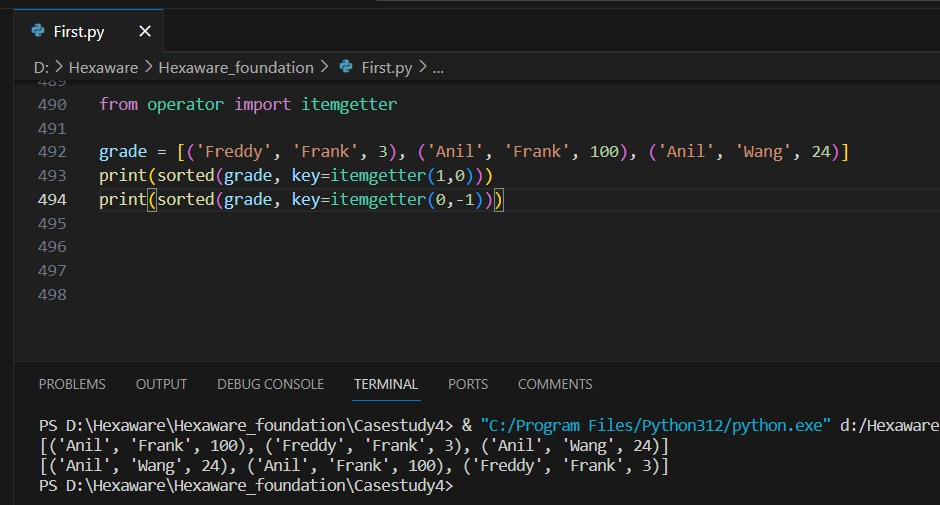 First.py
D: > Hexaware > Hexaware_foundation > First.py > ...
489
490 from operator import itemgetter
491
492 grade = [('Freddy', 'Frank', 3), ('Anil', 'Frank', 100), ('Anil', 'Wang', 24)]
493 print(sorted(grade, key=itemgetter(1,0)))
494 print(sorted(grade, key=itemgetter(0,-1)))
495
496
497
498
PROBLEMS OUTPUT DEBUG CONSOLE TERMINAL PORTS COMMENTS
PS D:\Hexaware\Hexaware_foundation\Casestudy4> & "C:/Program Files/Python312/python.exe" d:/Hexaware
[('Anil', 'Frank', 100), ('Freddy', 'Frank', 3), ('Anil', 'Wang', 24)]
[('Anil', 'Wang', 24), ('Anil', 'Frank', 100), ('Freddy', 'Frank', 3)]
PS D:\Hexaware\Hexaware_foundation\Casestudy4>